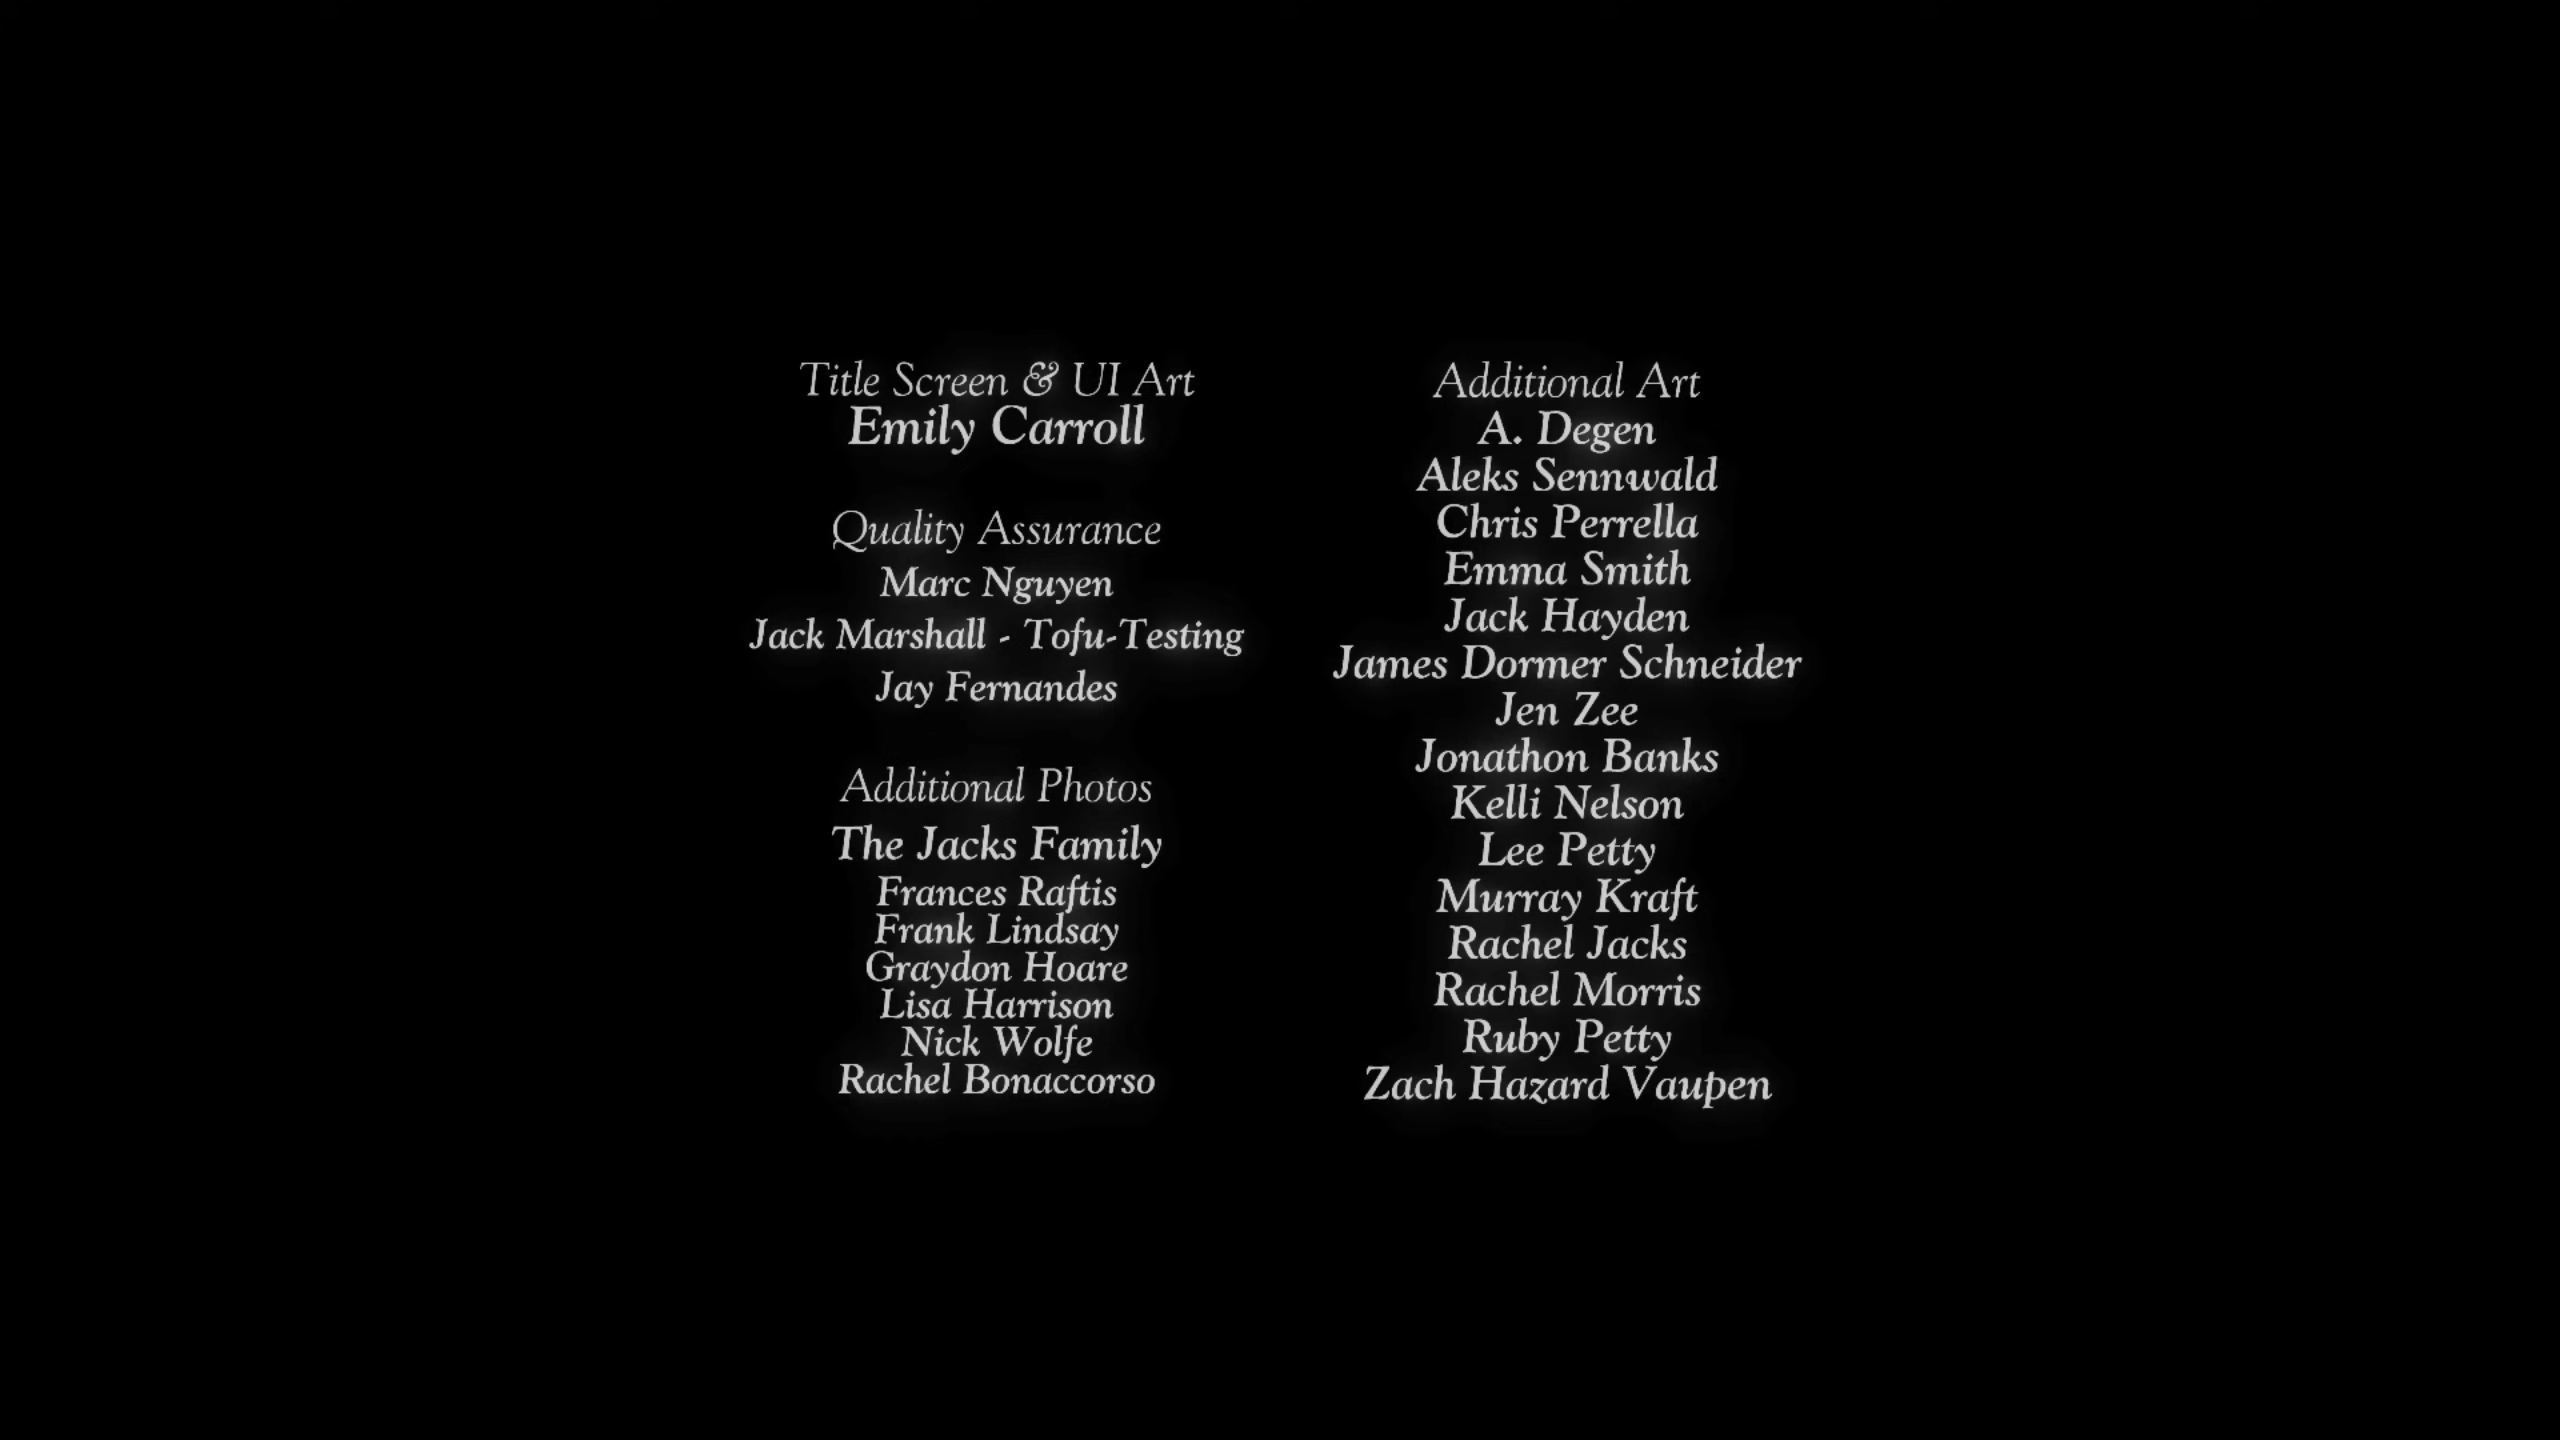 Title Screen & UI Art
Emily Carroll
Quality Assurance
Marc Nguyen
Jack Marshall - Tofu-Testing
Jay Fernandes
Additional Photos
The Jacks Family
Frances Raftis
Frank Lindsay
Graydon Hoare
Lisa Harrison
Nick Wolfe
Rachel Bonaccorso
Additional Art
A. Degen
Aleks Sennwald
Chris Perrella
Emma Smith
Jack Hayden
James Dormer Schneider
Jen Zee
Jonathon Banks
Kelli Nelson
Lee Petty
Murray Kraft
Rachel Jacks
Rachel Morris
Ruby Petty
Zach Hazard Vaupen